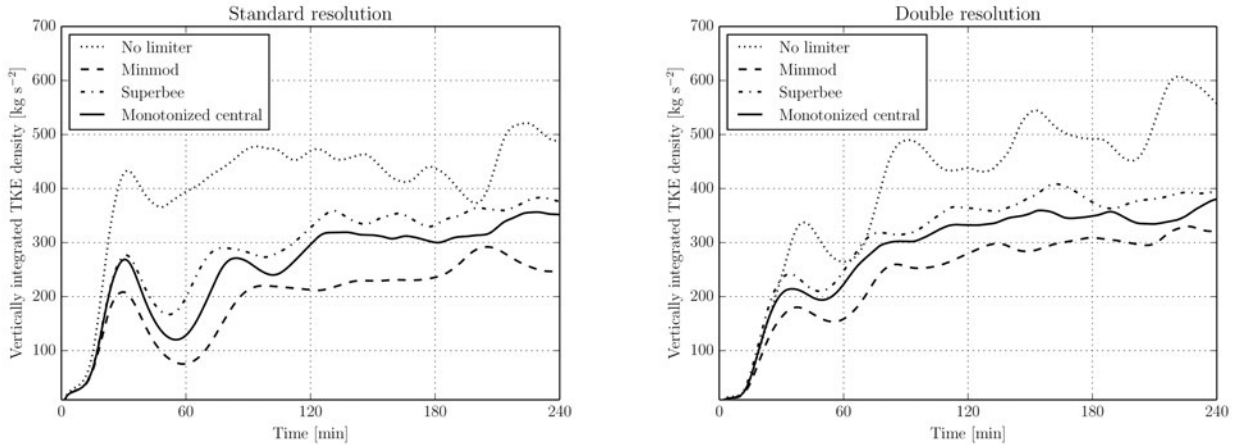 Standard resolution
Vertically integrated TKE density [kg s⁻²]
700
600
500
400
300
200
100
No limiter
Minmod
Superbee
Monotonized central
0 60 120 180 240
Time [min]
Double resolution
Vertically integrated TKE density [kg s⁻²]
700
600
500
400
300
200
100
No limiter
Minmod
Superbee
Monotonized central
0 60 120 180 240
Time [min]